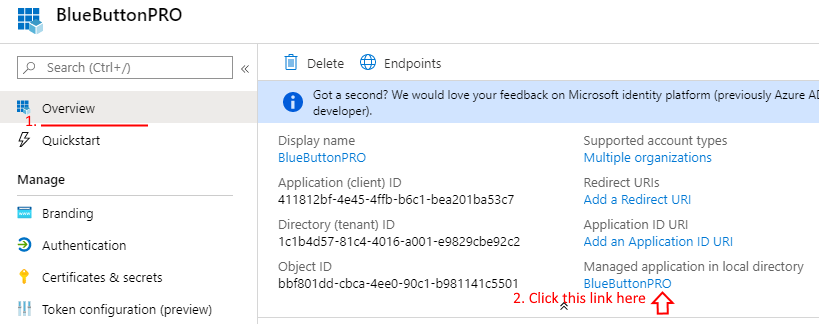 BlueButtonPRO
Search (Ctrl+/)
«
Delete
Endpoints
Got a second? We would love your feedback on Microsoft identity platform (previously Azure AD
developer).
1.
Overview
Quickstart
Manage
Branding
Authentication
Certificates & secrets
Token configuration (preview)
Display name
BlueButtonPRO
Application (client) ID
411812bf-4e45-4ffb-b6c1-bea201ba53c7
Directory (tenant) ID
1c1b4d57-81c4-4016-a001-e9829cbe92c2
Object ID
bbf801dd-cbca-4ee0-90c1-b981141c5501
Supported account types
Multiple organizations
Redirect URIs
Add a Redirect URI
Application ID URI
Add an Application ID URI
Managed application in local directory
BlueButtonPRO
2. Click this link here